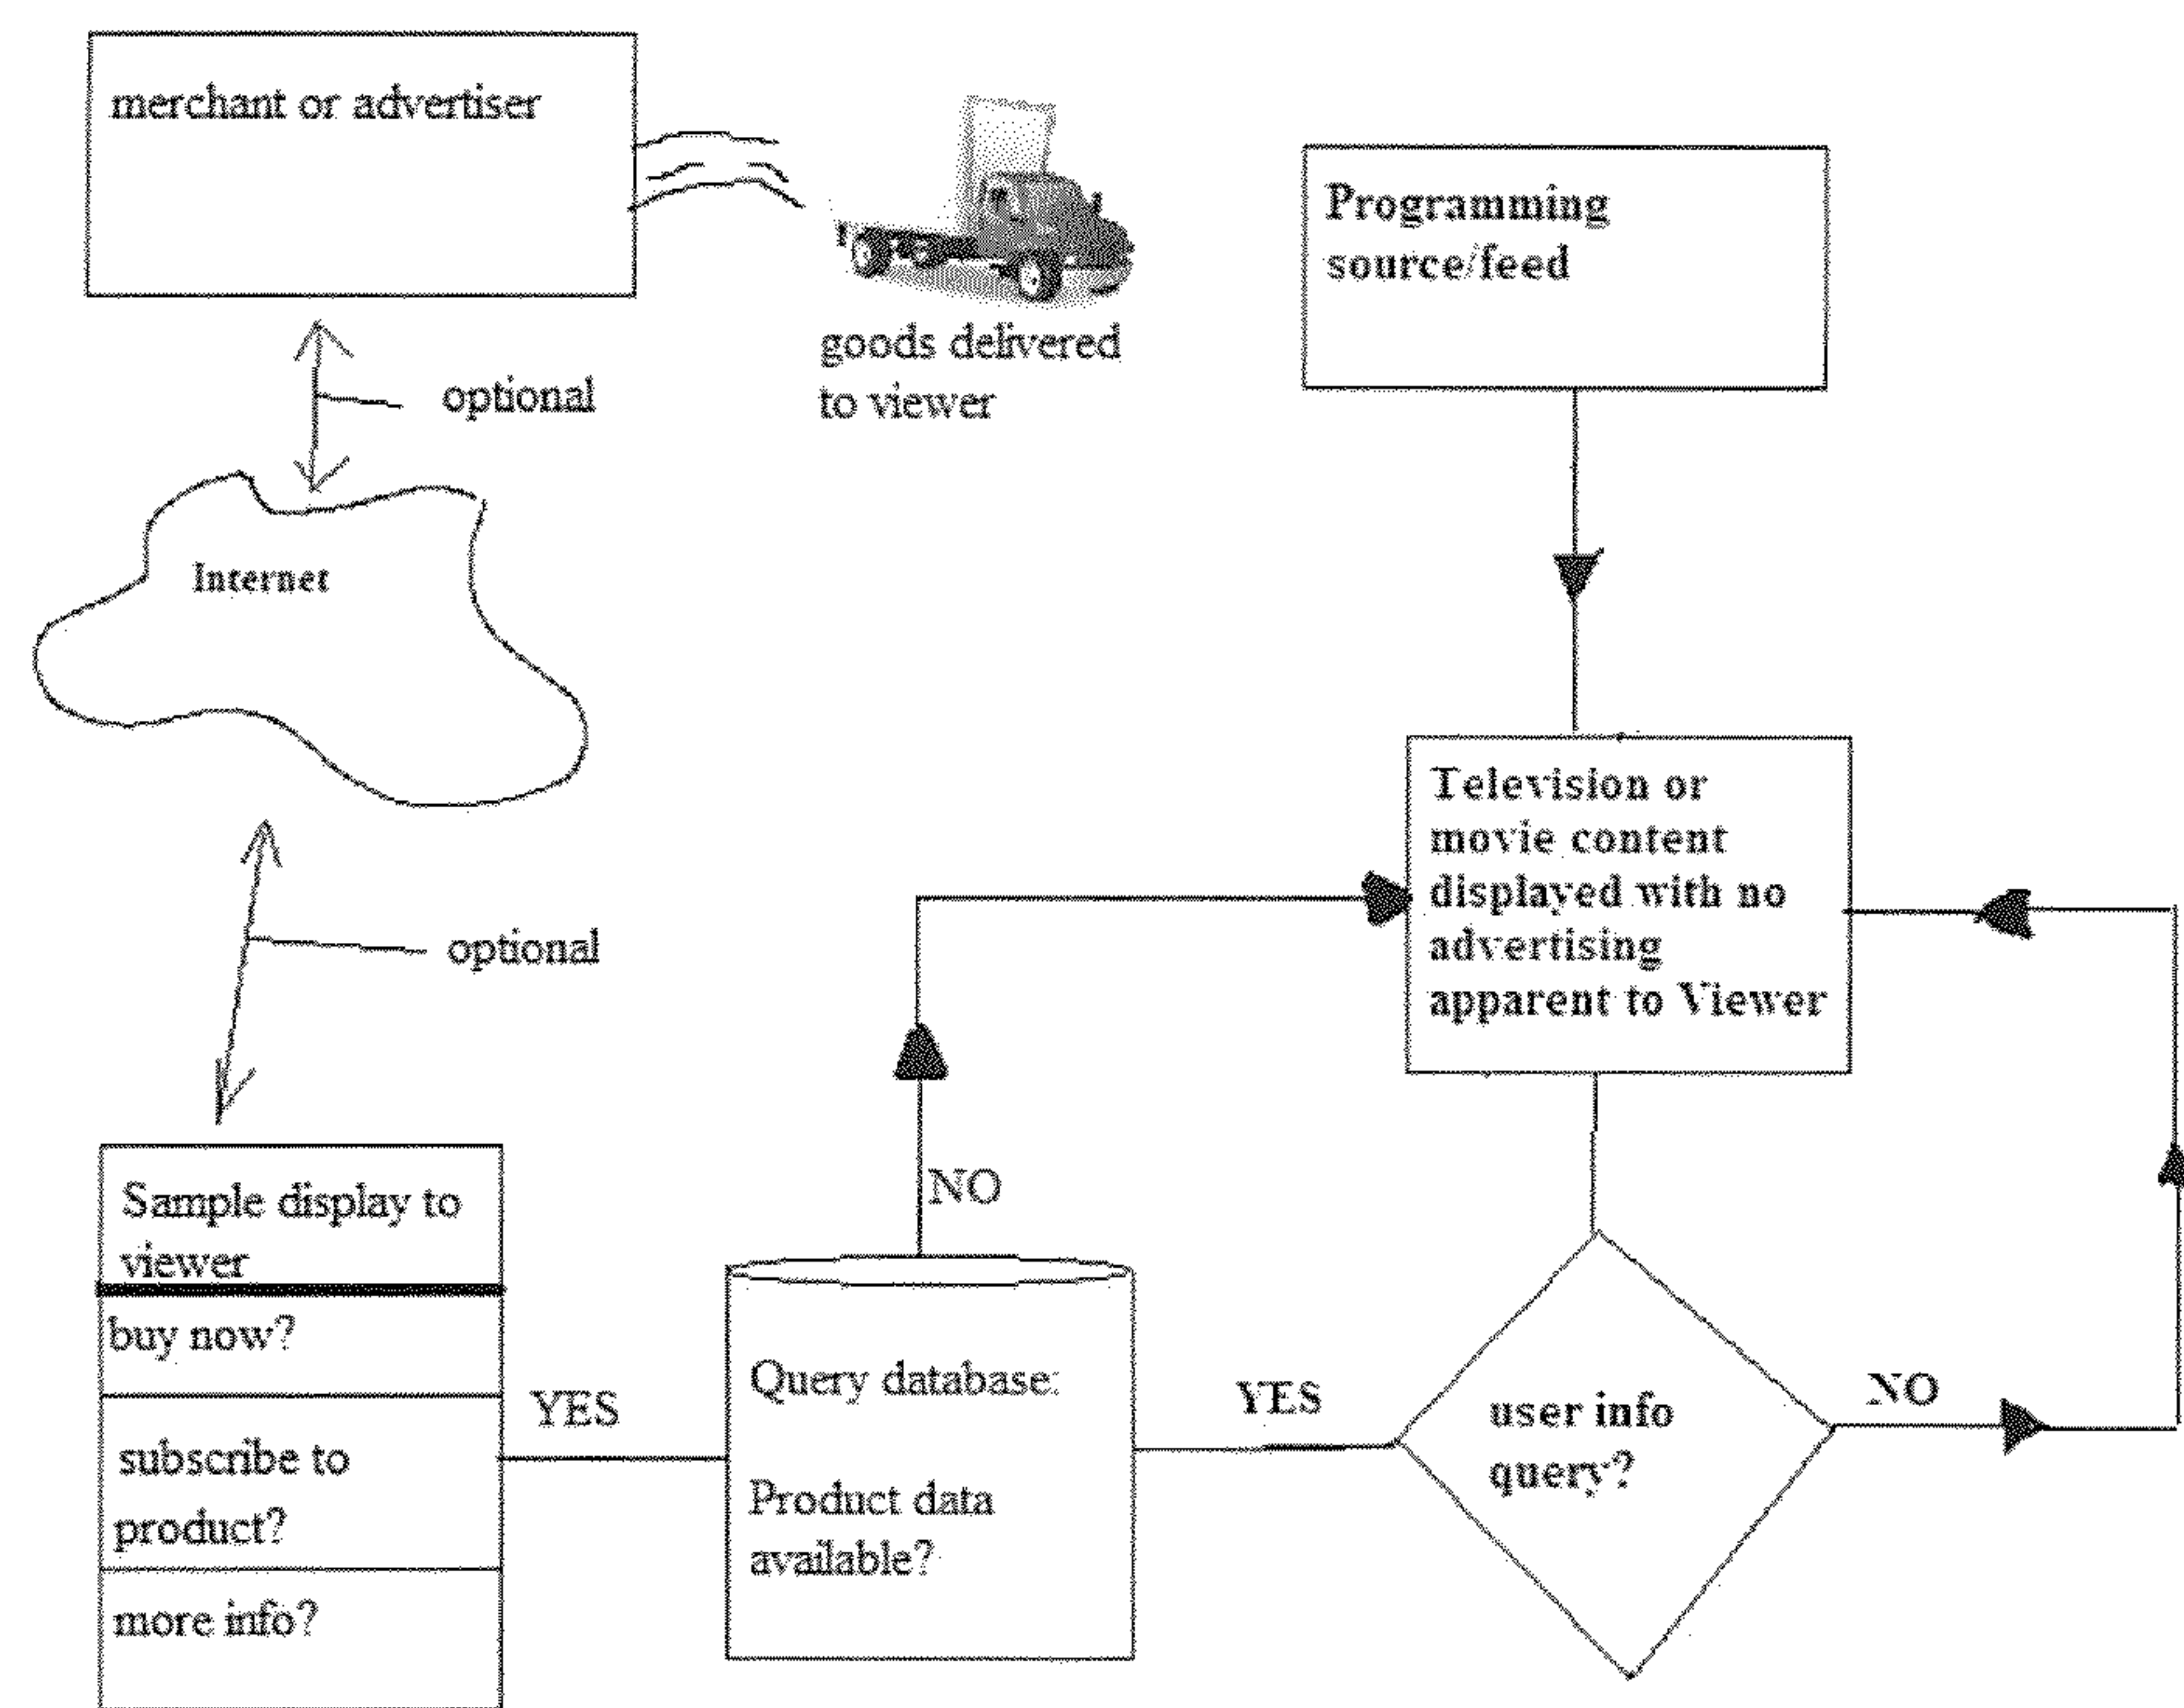 merchant or advertiser
goods delivered
to viewer
Programming
source/feed
optional
Internet
optional
Television or
movie content
displayed with no
advertising
apparent to Viewer
Sample display to
viewer
buy now?
subscribe to
product?
more info?
YES
NO
Query database:
Product data
available?
YES
user info
query?
NO